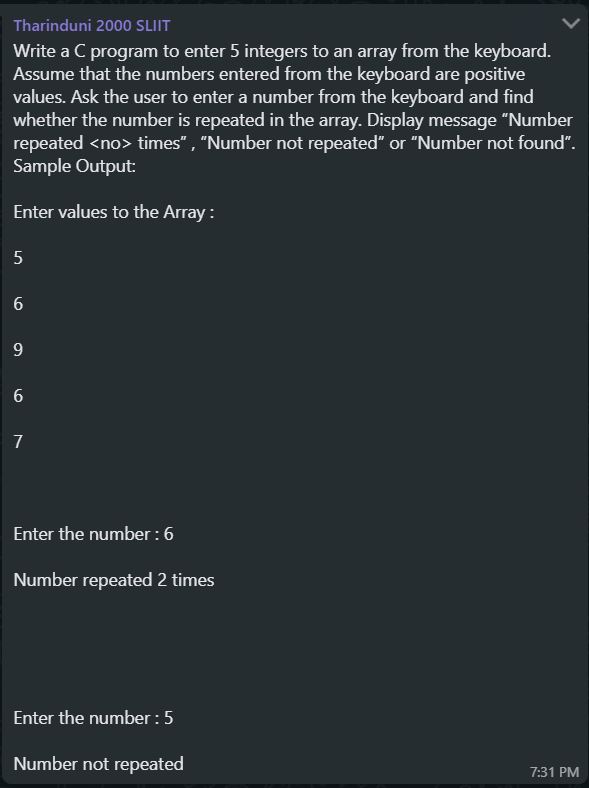 Tharinduni 2000 SLIIT
Write a C program to enter 5 integers to an array from the keyboard.
Assume that the numbers entered from the keyboard are positive
values. Ask the user to enter a number from the keyboard and find
whether the number is repeated in the array. Display message “Number
repeated <no> times” , “Number not repeated” or “Number not found”.
Sample Output:
Enter values to the Array :
5
6
9
6
7
Enter the number : 6
Number repeated 2 times
Enter the number : 5
Number not repeated
7:31 PM